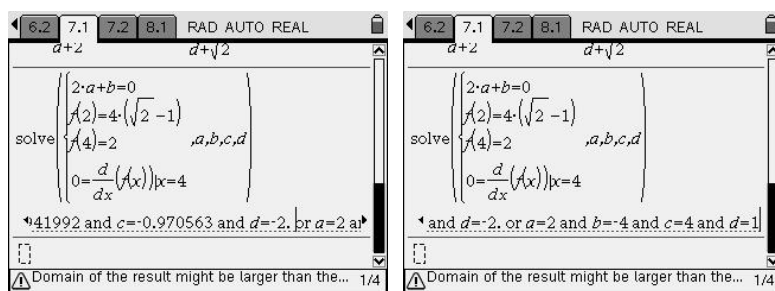 6.2 7.1 7.2 8.1 RAD AUTO REAL
d+2 d+√2
2·a+b=0
f(2)=4·(√2 -1)
solve f(4)=2 ,a,b,c,d
0=d/dx(f(x))|x=4
941992 and c=-0.970563 and d=-2. or a=2 a
Domain of the result might be larger than the... 1/4
6.2 7.1 7.2 8.1 RAD AUTO REAL
d+2 d+√2
2·a+b=0
f(2)=4·(√2 -1)
solve f(4)=2 ,a,b,c,d
0=d/dx(f(x))|x=4
and d=-2. or a=2 and b=-4 and c=4 and d=1
Domain of the result might be larger than the... 1/4